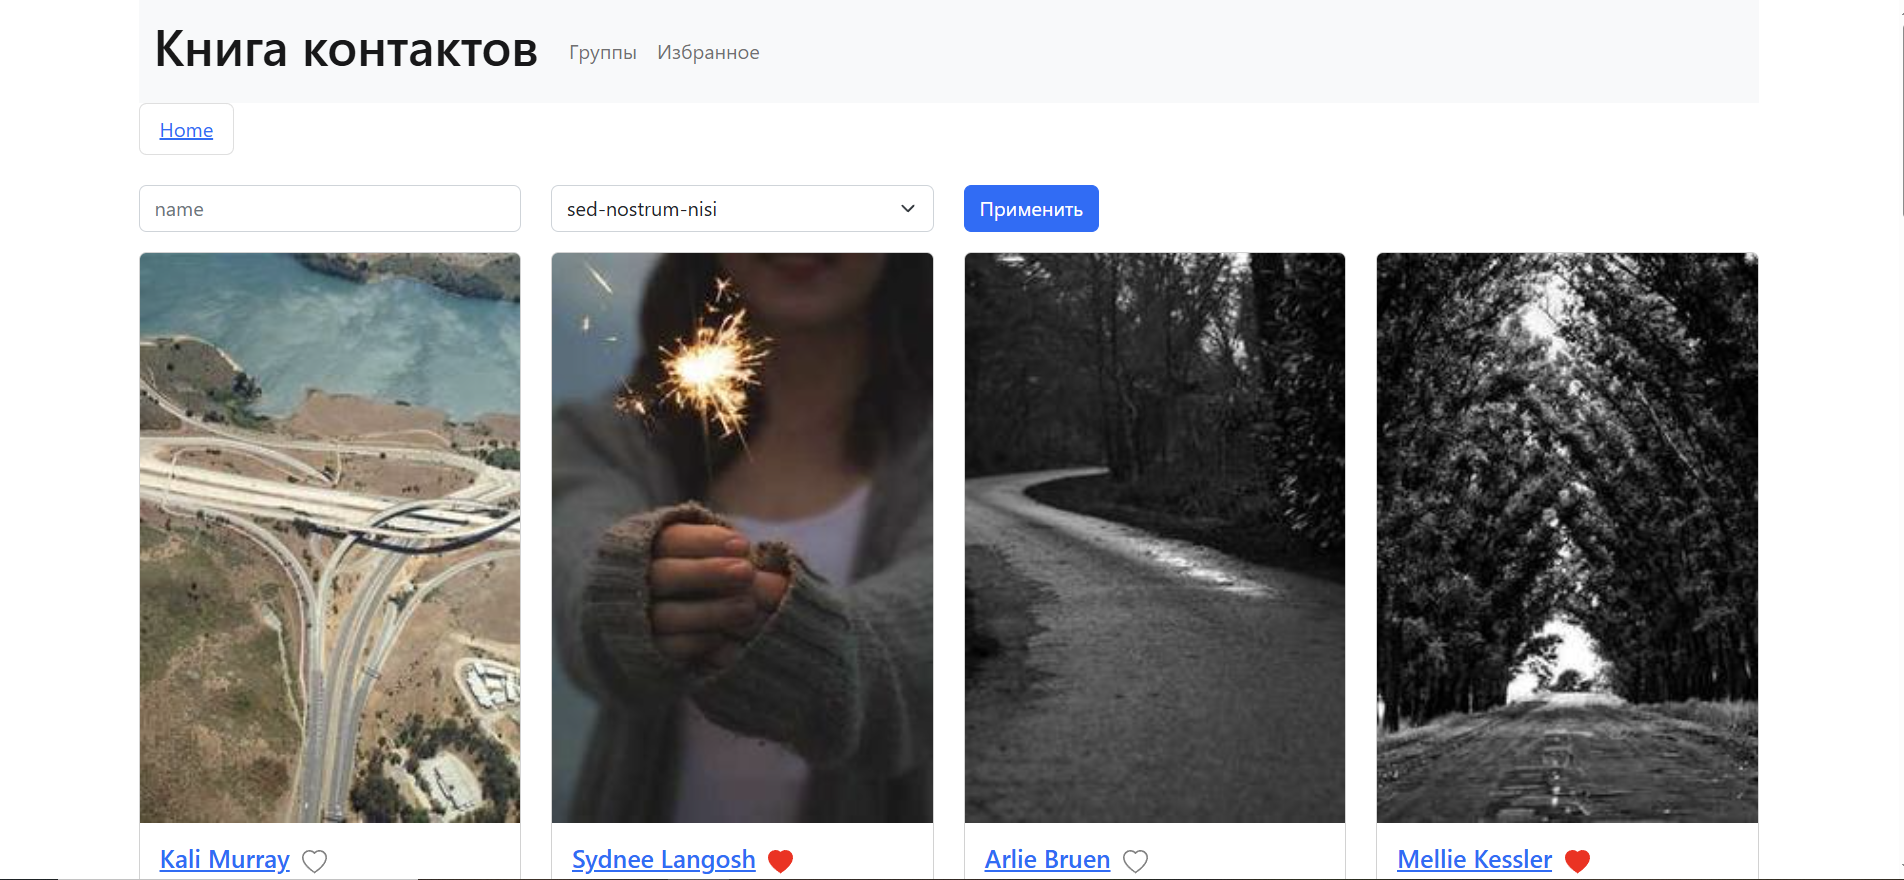 Книга контактов Группы Избранное
Home
name sed-nostrum-nisi Применить
Kali Murray Sydnee Langosh Arlie Bruen Mellie Kessler